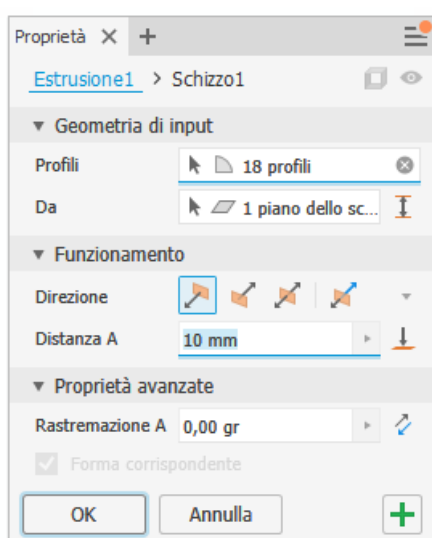 Proprietà
Estrusione1 > Schizzo1
Geometria di input
Profili 18 profili
Da 1 piano dello sc...
Funzionamento
Direzione
Distanza A 10 mm
Proprietà avanzate
Rastremazione A 0,00 gr
Forma corrispondente
OK Annulla